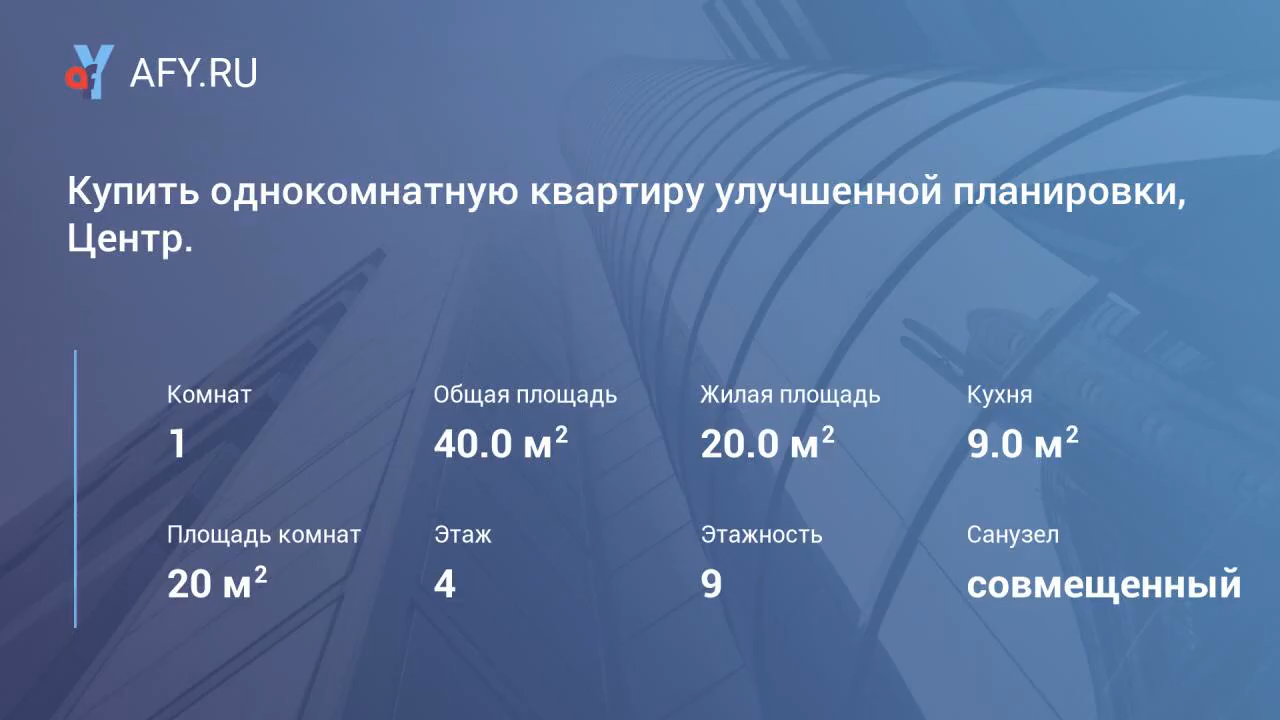 afY AFY.RU
Купить однокомнатную квартиру улучшенной планировки,
Центр.
Комнат Общая площадь Жилая площадь Кухня
1 40.0 м² 20.0 м² 9.0 м²
Площадь комнат Этаж Этажность Санузел
20 м² 4 9 совмещенный